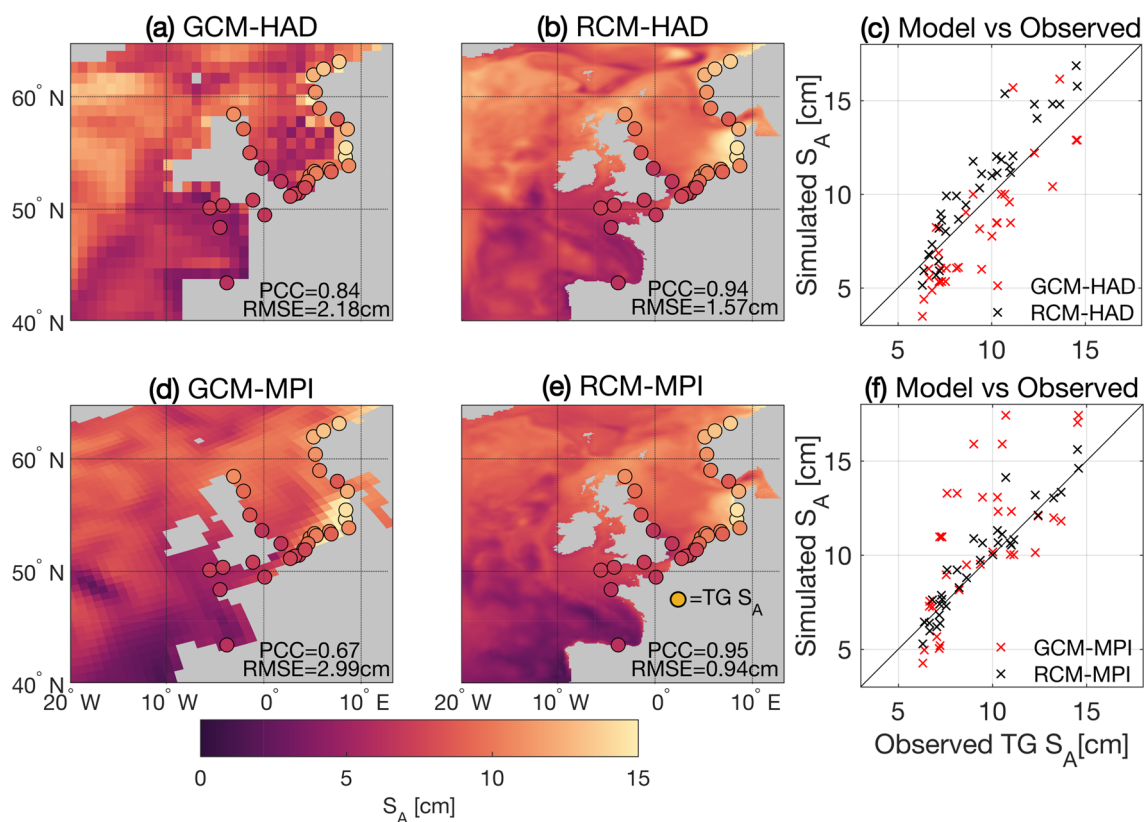 (a) GCM-HAD
(b) RCM-HAD
(c) Model vs Observed
60° N
50° N
40° N
PCC=0.84
RMSE=2.18cm
PCC=0.94
RMSE=1.57cm
Simulated S_A [cm]
15
10
5
GCM-HAD
RCM-HAD
5
10
15
(d) GCM-MPI
(e) RCM-MPI
(f) Model vs Observed
60° N
50° N
40° N
20° W
10° W
0°
10° E
PCC=0.67
RMSE=2.99cm
=TG S_A
PCC=0.95
RMSE=0.94cm
20° W
10° W
0°
10° E
Simulated S_A [cm]
15
10
5
GCM-MPI
RCM-MPI
5
10
15
Observed TG S_A[cm]
0
5
10
15
S_A [cm]